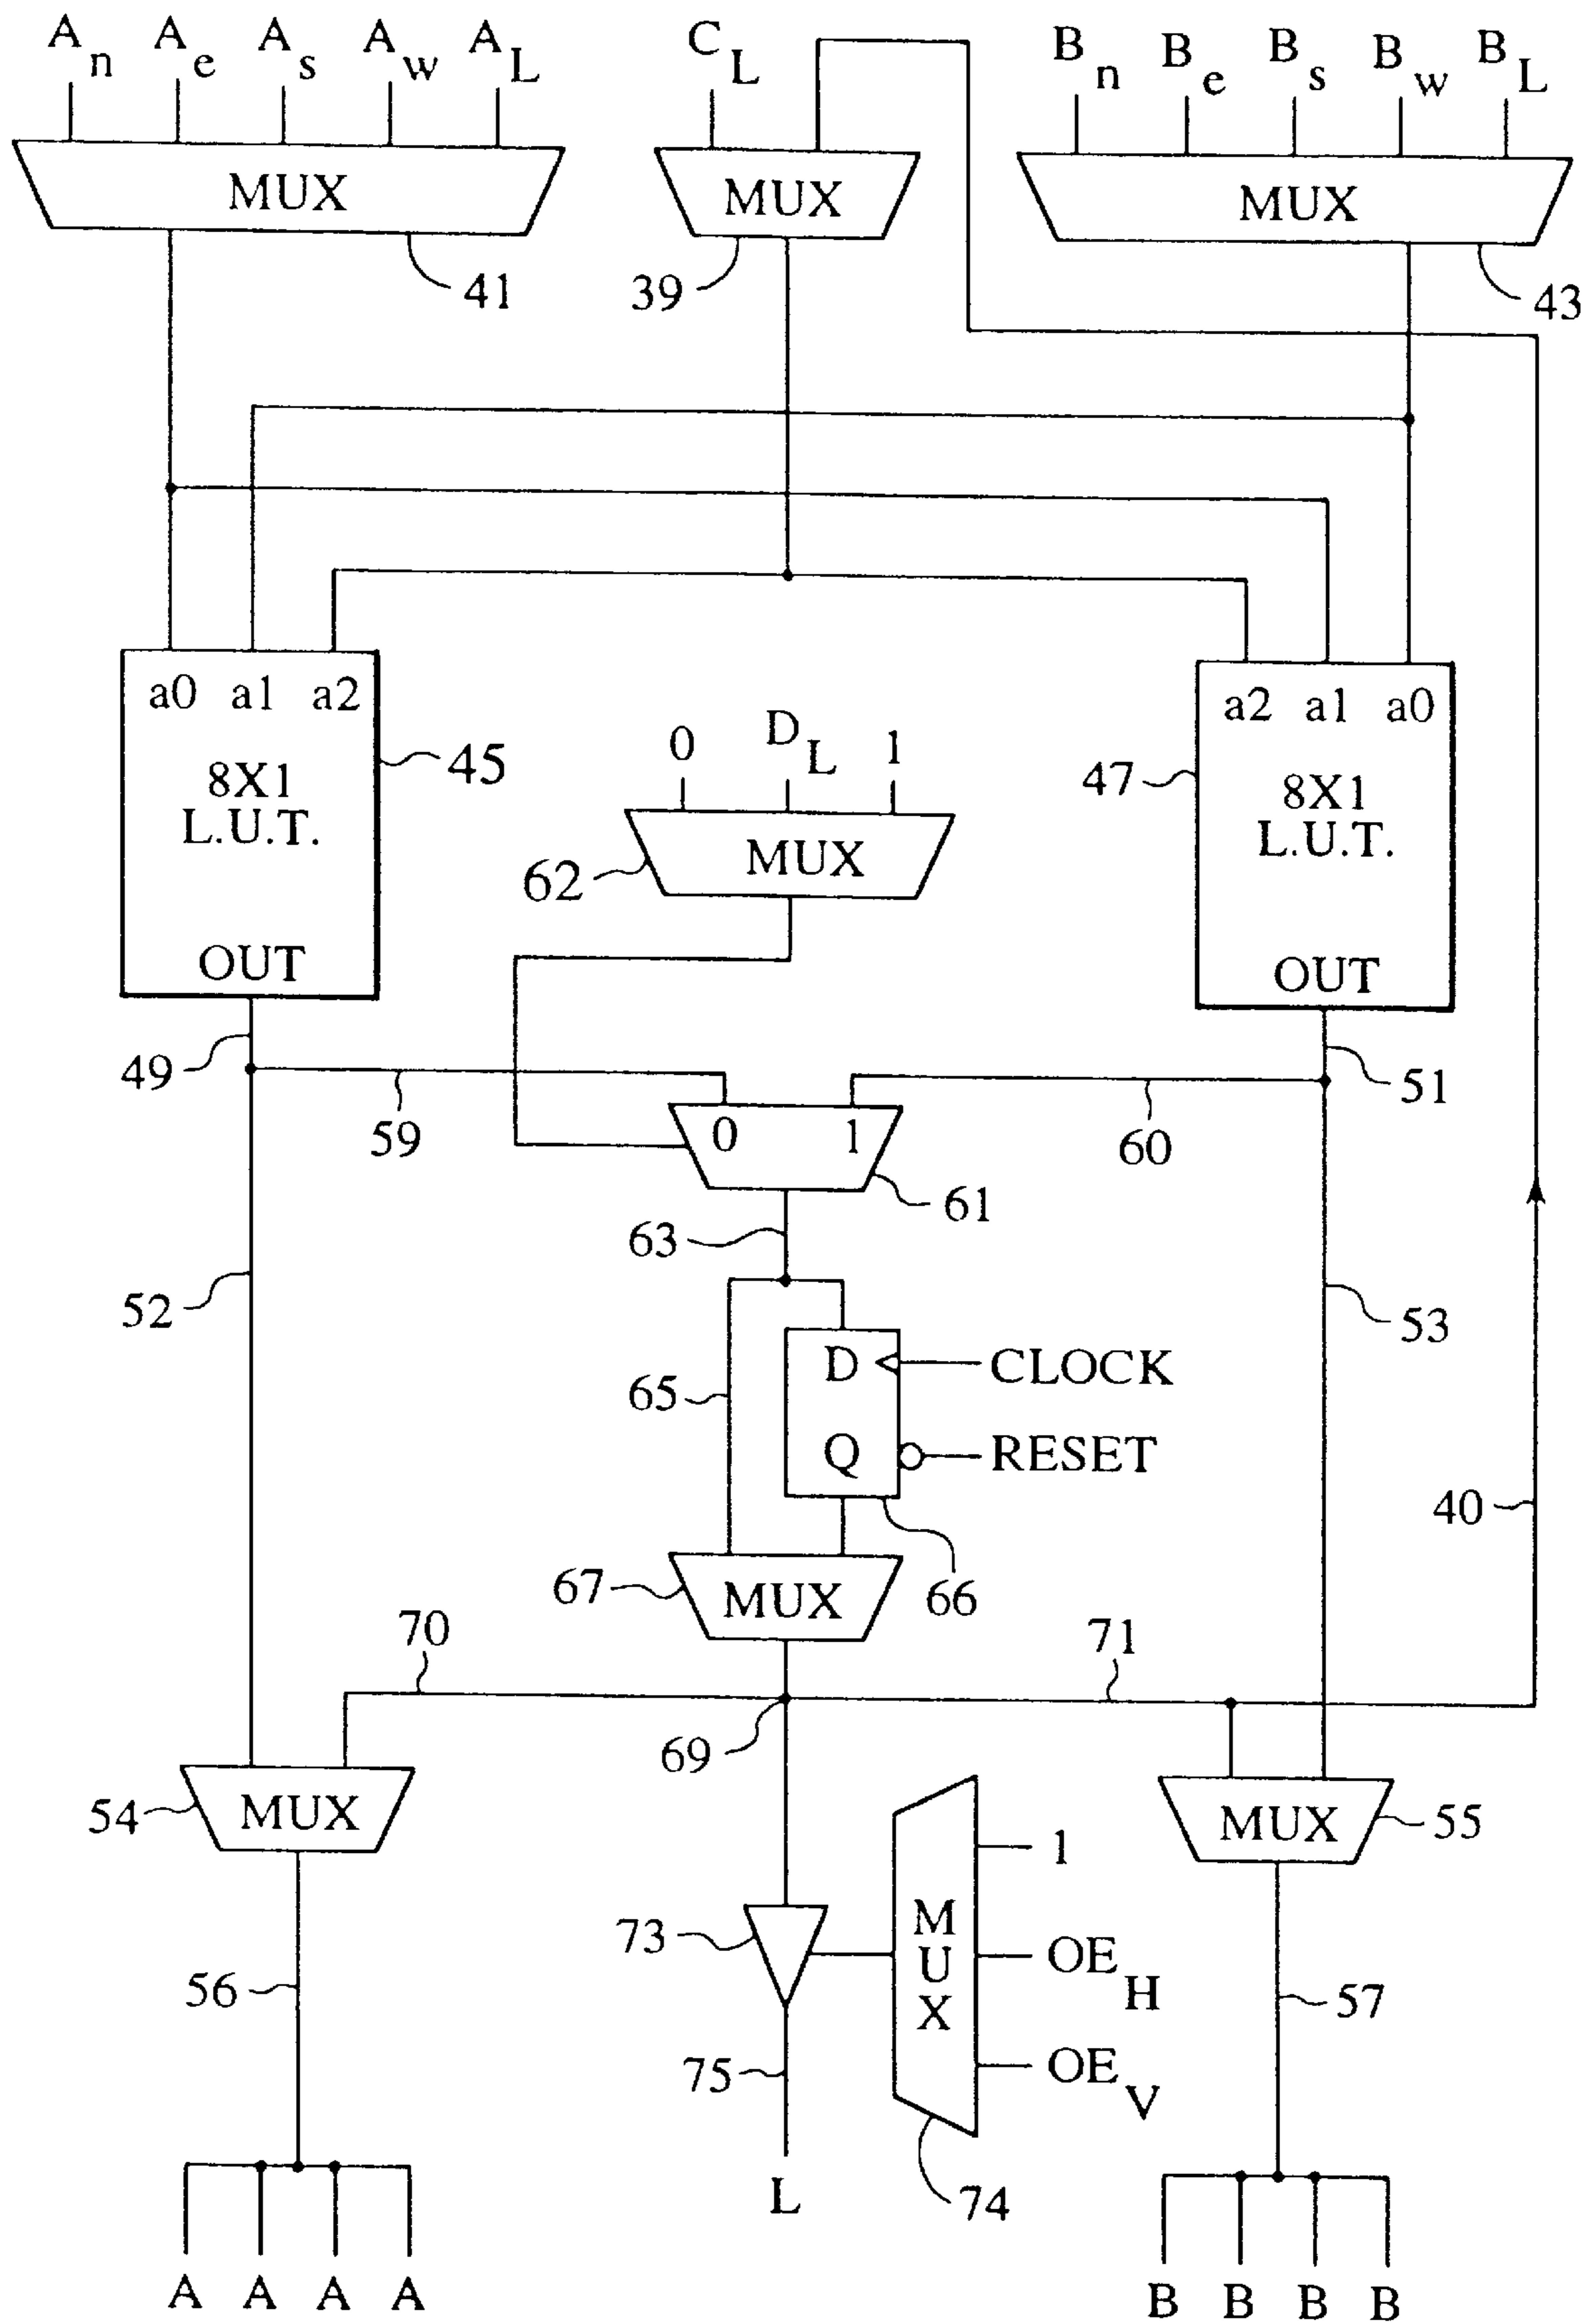 An Ae As Aw AL
CL
Bn Be Bs Bw BL
MUX
MUX
MUX
41
39
43
a0 a1 a2
8X1
L.U.T.
OUT
45
0 DL 1
MUX
62
47
a2 a1 a0
8X1
L.U.T.
OUT
49
59
0 1
61
60
51
63
52
53
65
D
CLOCK
Q
RESET
40
67
MUX
66
70
71
69
54
MUX
MUX
55
73
MUX
1
OEH
OEV
56
57
75
L
74
A A A A
B B B B